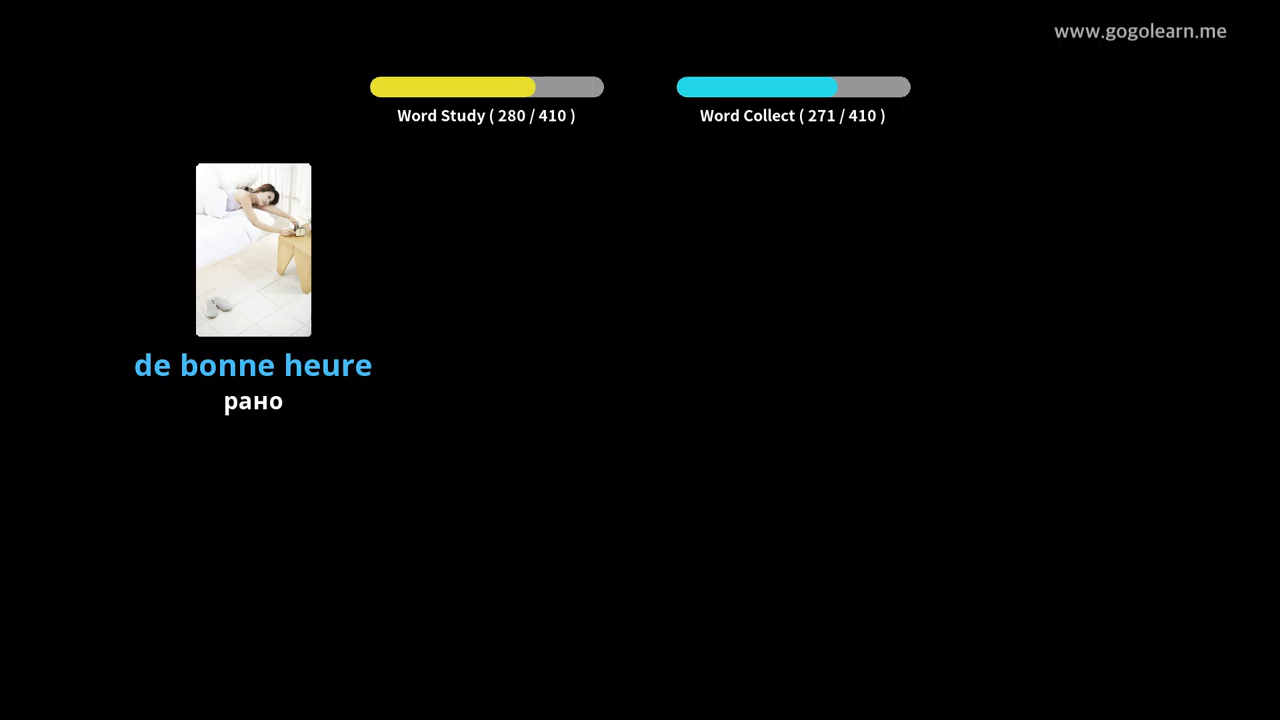 www.gogolearn.me
Word Study ( 280 / 410 )
Word Collect ( 271 / 410 )
de bonne heure
рано